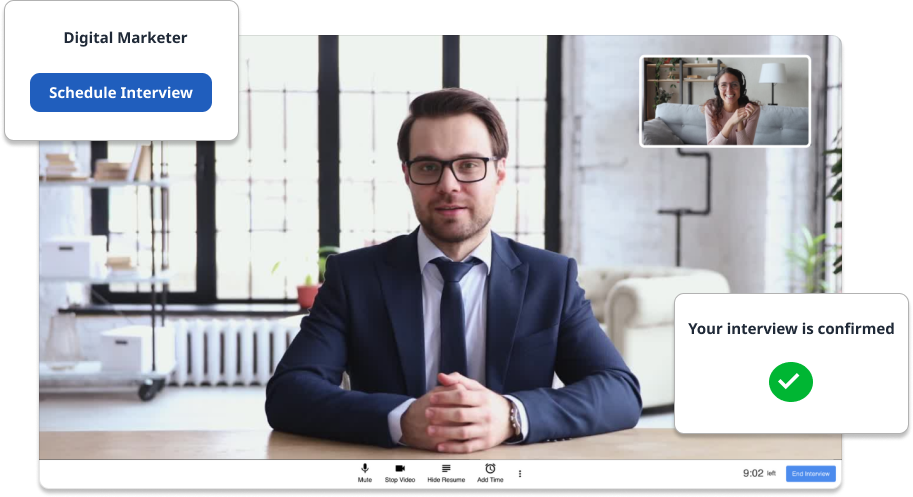 Digital Marketer
Schedule Interview
Your interview is confirmed
Mute
Stop Video
Hide Resume
Add Time
9:02 left
End Interview